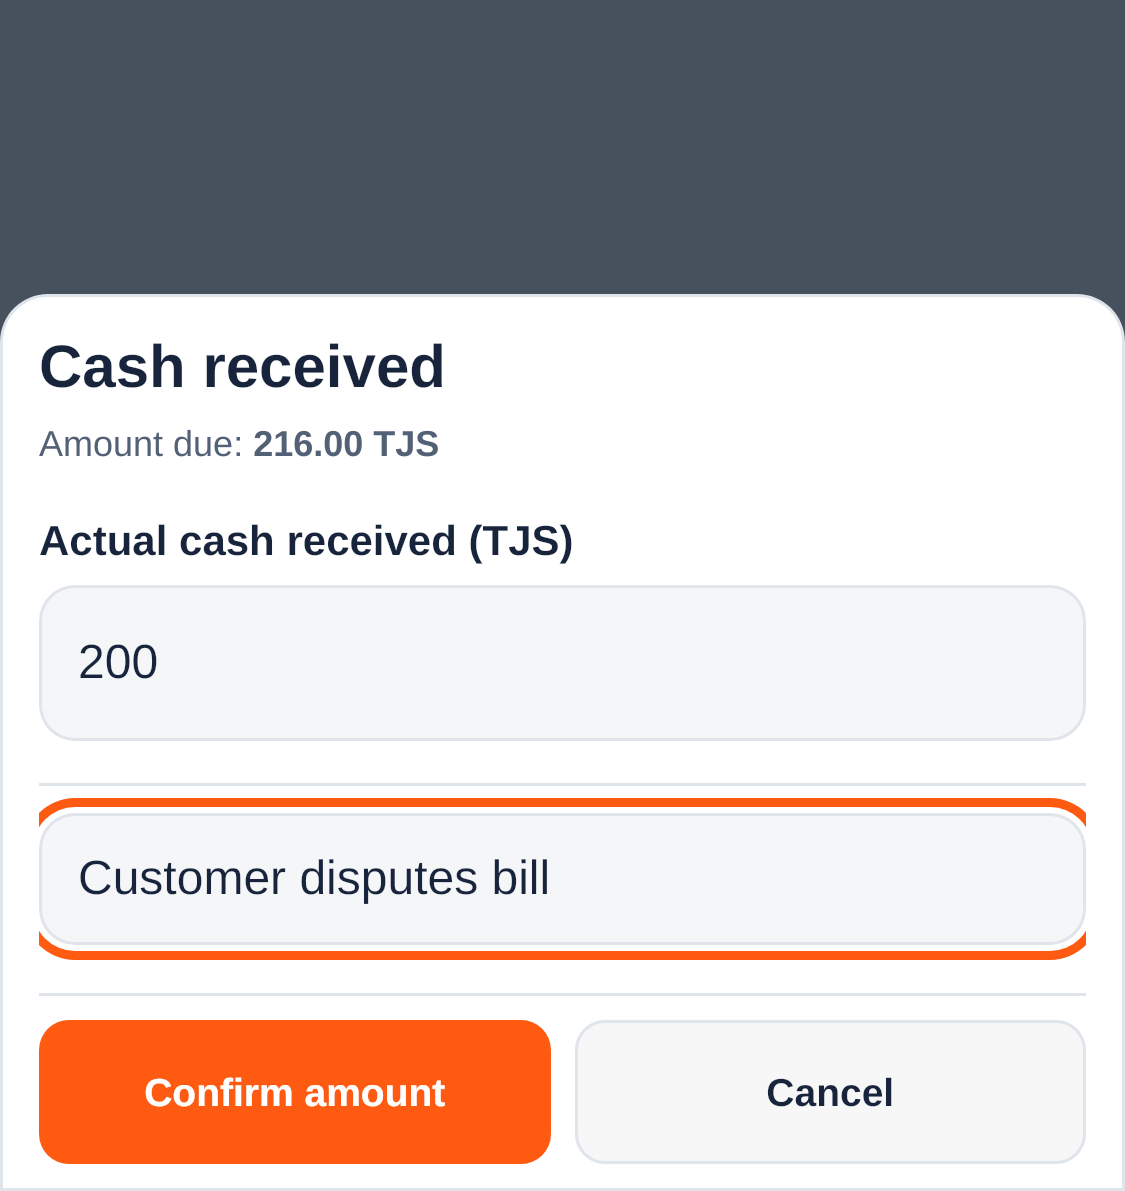 Cash received
Amount due: 216.00 TJS
Actual cash received (TJS)
200
Customer disputes bill
Confirm amount
Cancel